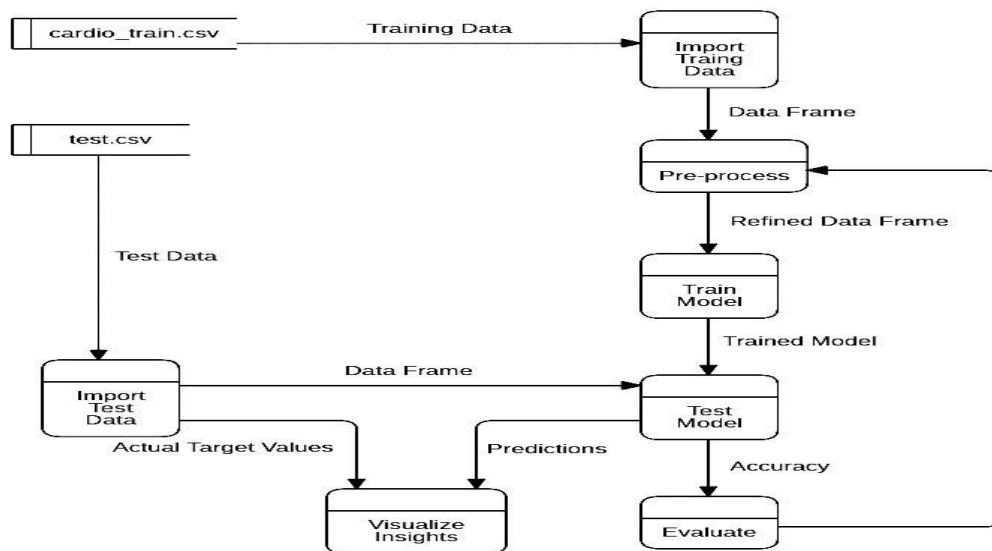 cardio_train.csv
Training Data
Import
Traing
Data
Data Frame
test.csv
Pre-process
Refined Data Frame
Test Data
Train
Model
Trained Model
Data Frame
Import
Test
Data
Test
Model
Actual Target Values
Predictions
Accuracy
Visualize
Insights
Evaluate